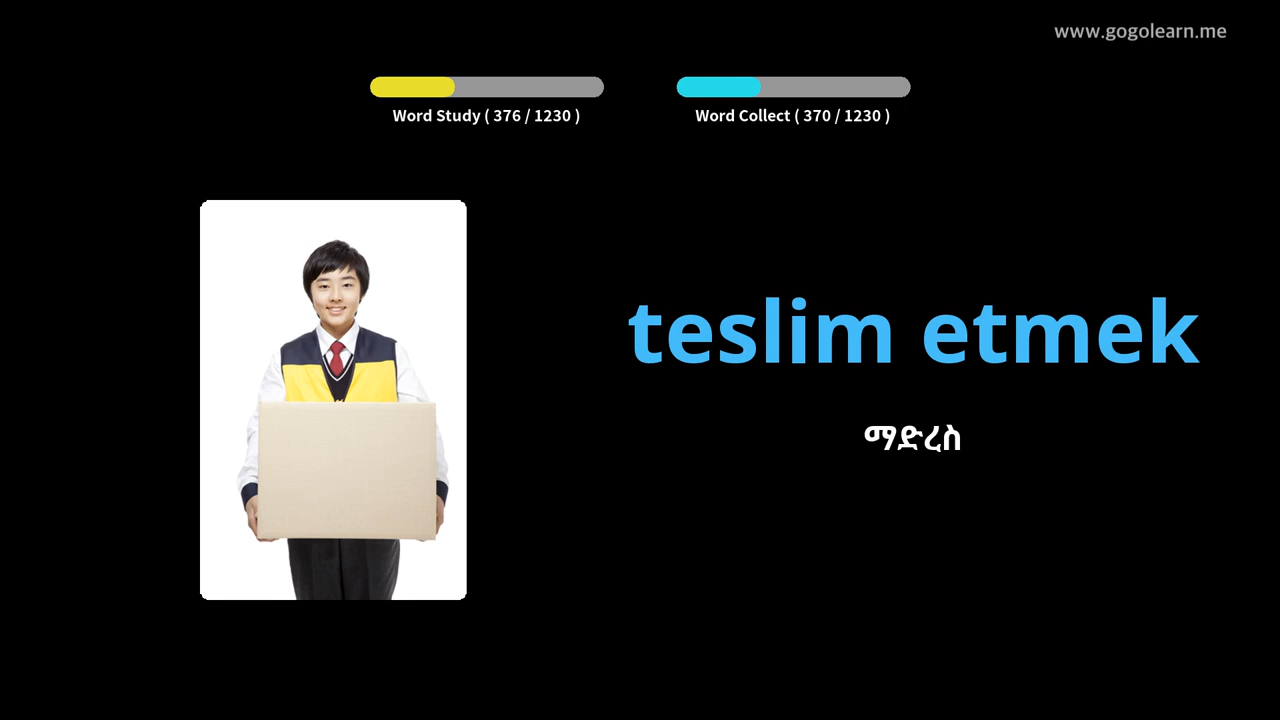 www.gogolearn.me
Word Study ( 376 / 1230 )
Word Collect ( 370 / 1230 )
teslim etmek
ማድረስ